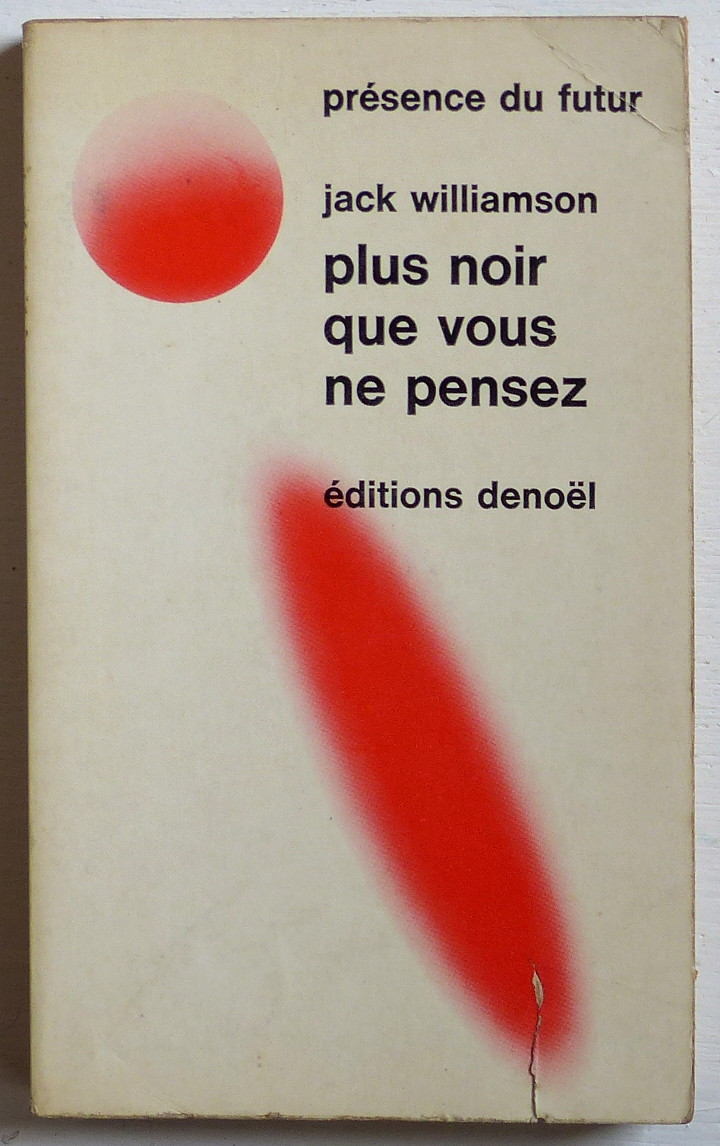 présence du futur
jack williamson
plus noir
que vous
ne pensez
éditions denoël